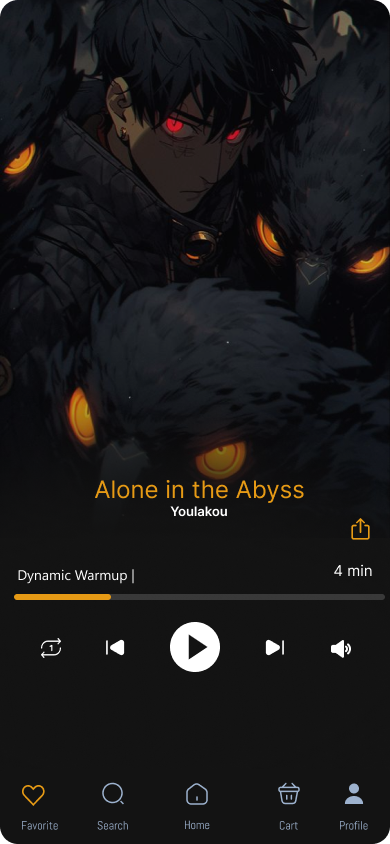 Alone in the Abyss
Youlakou
Dynamic Warmup |
4 min
1
Favorite
Search
Home
Cart
Profile